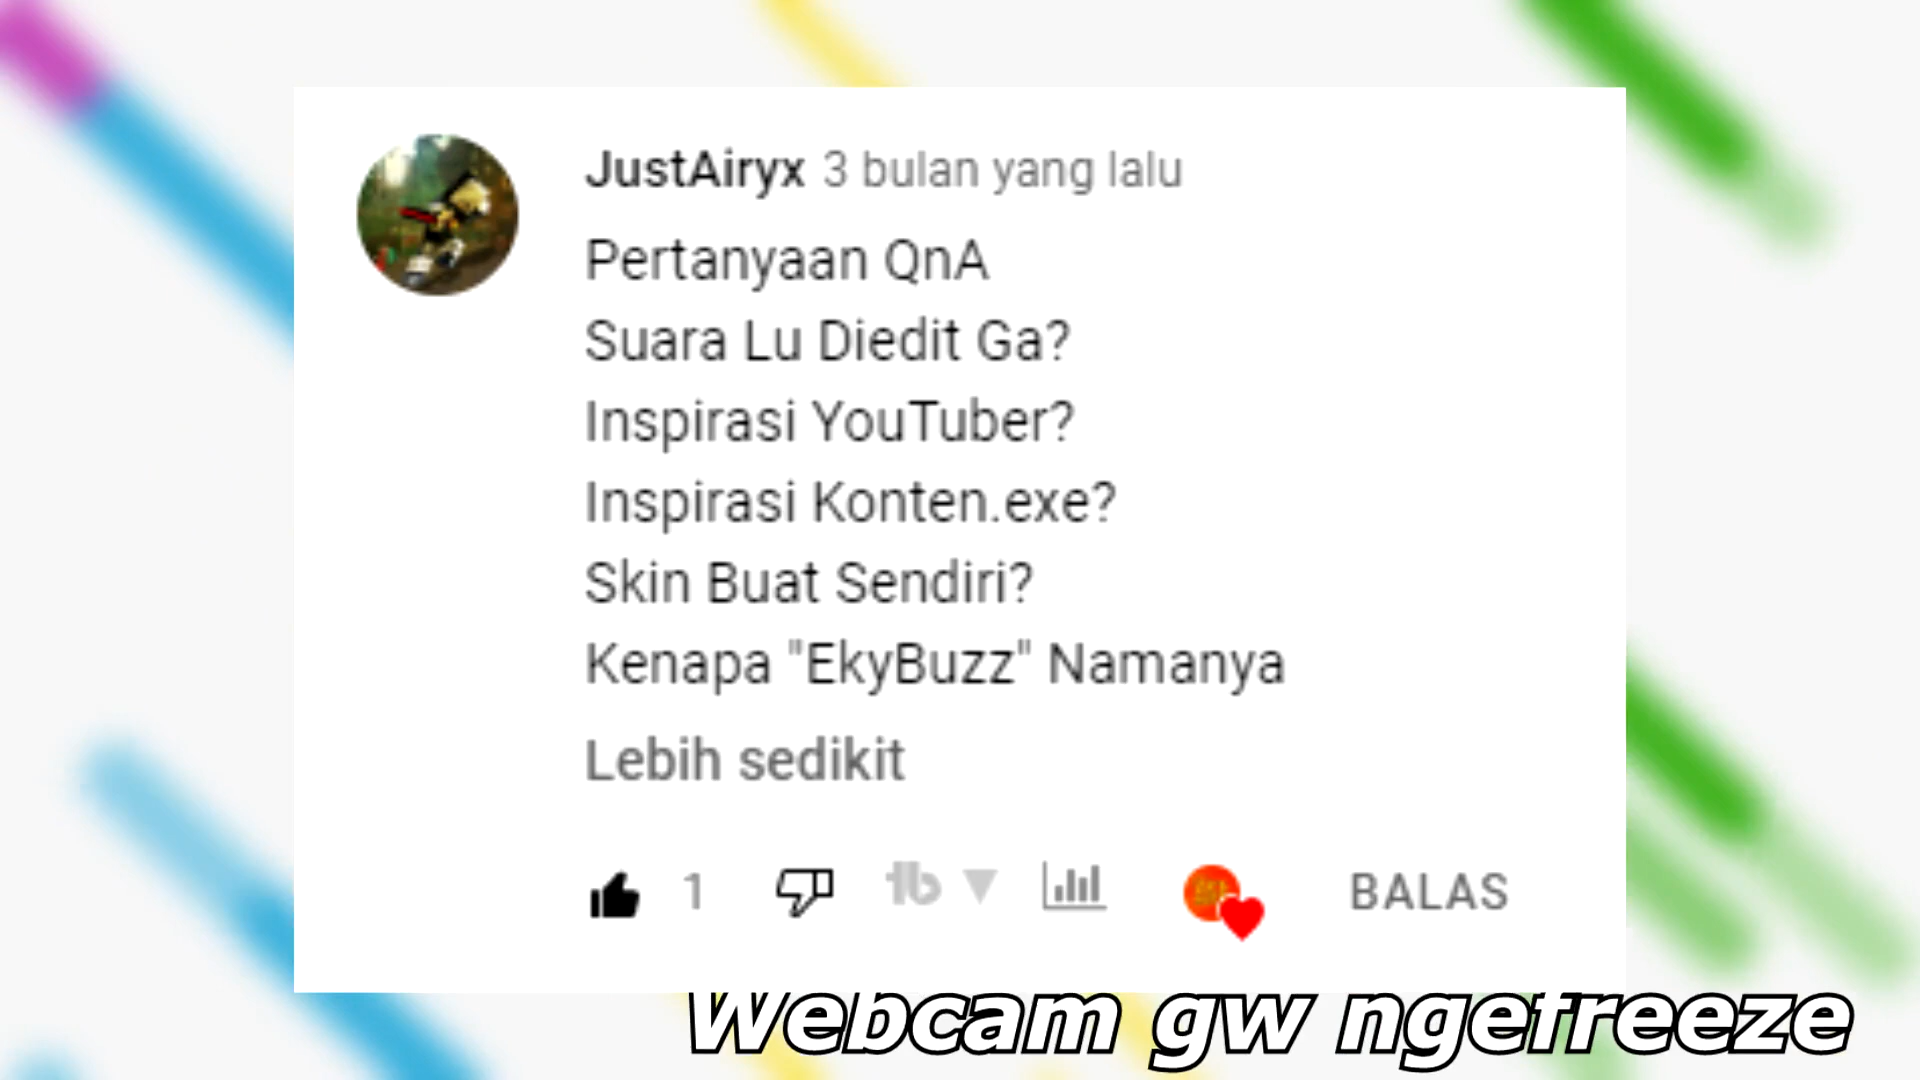 JustAiryx 3 bulan yang lalu
Pertanyaan QnA
Suara Lu Diedit Ga?
Inspirasi YouTuber?
Inspirasi Konten.exe?
Skin Buat Sendiri?
Kenapa "EkyBuzz" Namanya
Lebih sedikit
1 tb BALAS
Webcam gw ngefreeze